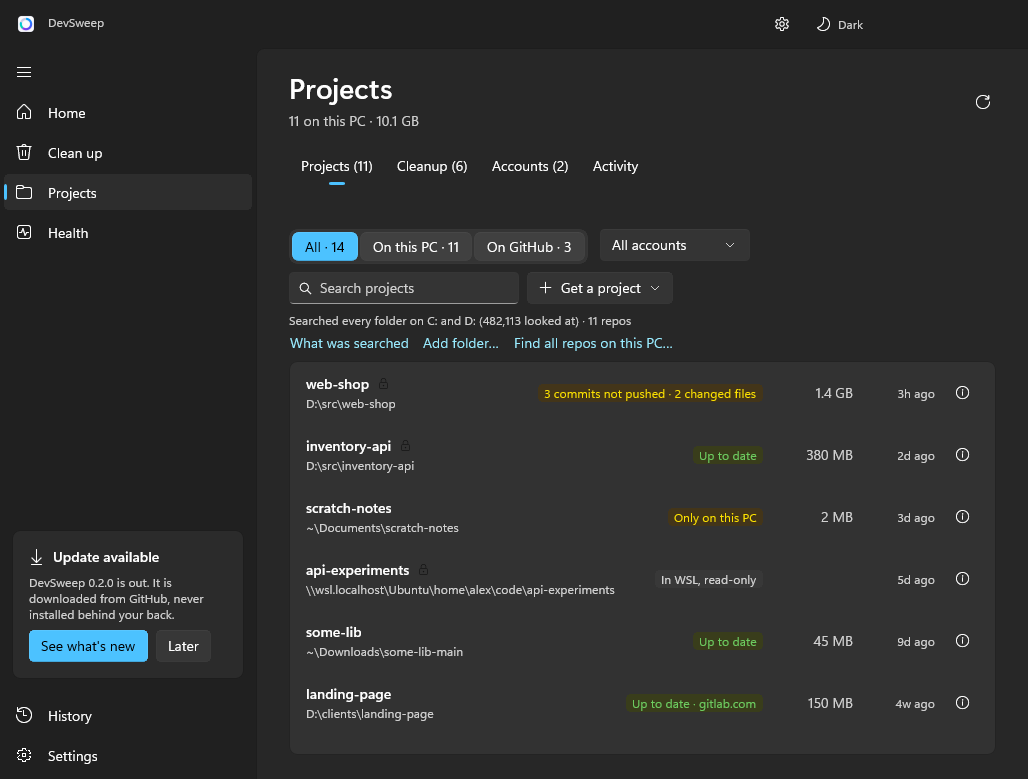 DevSweep
Dark
Home
Clean up
Projects
Health
Projects
11 on this PC · 10.1 GB
Projects (11) Cleanup (6) Accounts (2) Activity
All · 14 On this PC · 11 On GitHub · 3 All accounts
Search projects Get a project
Searched every folder on C: and D: (482,113 looked at) · 11 repos
What was searched Add folder... Find all repos on this PC...
web-shop
D:\src\web-shop
3 commits not pushed · 2 changed files 1.4 GB 3h ago
inventory-api
D:\src\inventory-api
Up to date 380 MB 2d ago
scratch-notes
~\Documents\scratch-notes
Only on this PC 2 MB 3d ago
api-experiments
\\wsl.localhost\Ubuntu\home\alex\code\api-experiments
In WSL, read-only 5d ago
some-lib
~\Downloads\some-lib-main
Up to date 45 MB 9d ago
landing-page
D:\clients\landing-page
Up to date · gitlab.com 150 MB 4w ago
Update available
DevSweep 0.2.0 is out. It is
downloaded from GitHub, never
installed behind your back.
See what's new Later
History
Settings